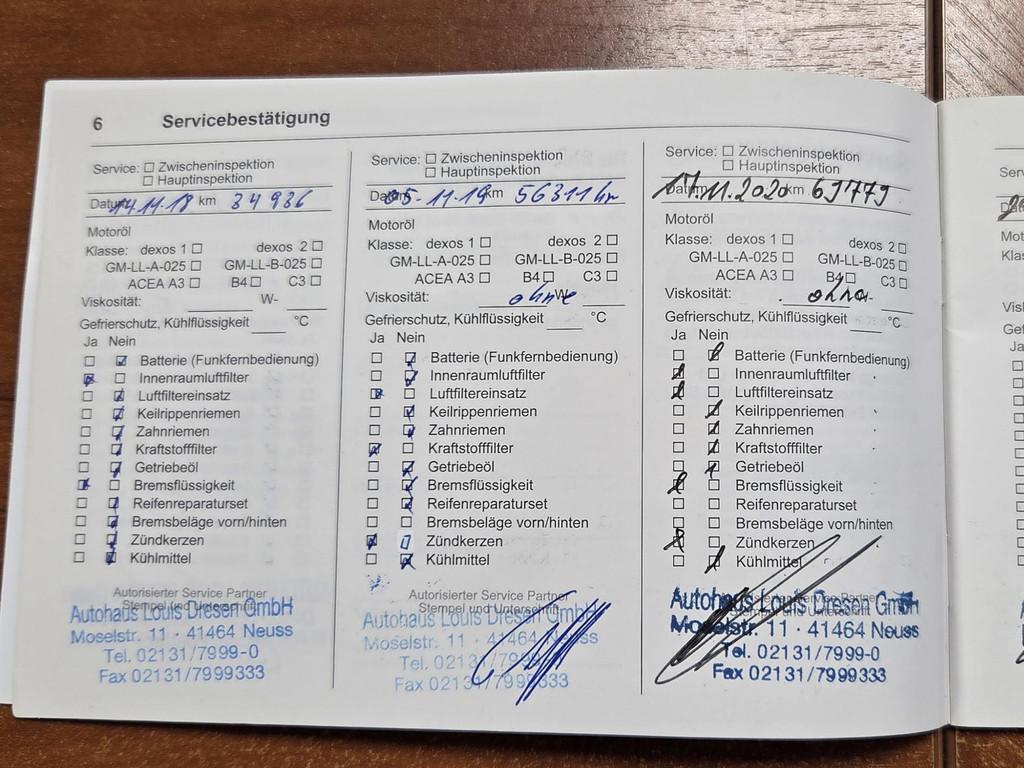 6 Servicebestätigung
Service: ☐ Zwischeninspektion
☐ Hauptinspektion
Datum 14.11.18 km 34936
Motoröl
Klasse: dexos 1 ☐ dexos 2 ☐
GM-LL-A-025 ☐ GM-LL-B-025 ☐
ACEA A3 ☐ B4 ☐ C3 ☐
Viskosität: W-
Gefrierschutz, Kühlflüssigkeit °C
Ja Nein
Batterie (Funkfernbedienung)
Innenraumluftfilter
Luftfiltereinsatz
Keilrippenriemen
Zahnriemen
Kraftstofffilter
Getriebeöl
Bremsflüssigkeit
Reifenreparaturset
Bremsbeläge vorn/hinten
Zündkerzen
Kühlmittel
Autorisierter Service Partner
Stempel und Unterschrift
Autohaus Louis Dresen GmbH
Moselstr. 11 · 41464 Neuss
Tel. 02131/7999-0
Fax 02131/7999333
Service: ☐ Zwischeninspektion
☐ Hauptinspektion
Datum 05.11.19 km 56311 km
Motoröl
Klasse: dexos 1 ☐ dexos 2 ☐
GM-LL-A-025 ☐ GM-LL-B-025 ☐
ACEA A3 ☐ B4 ☐ C3 ☐
Viskosität: ohne W-
Gefrierschutz, Kühlflüssigkeit °C
Ja Nein
Batterie (Funkfernbedienung)
Innenraumluftfilter
Luftfiltereinsatz
Keilrippenriemen
Zahnriemen
Kraftstofffilter
Getriebeöl
Bremsflüssigkeit
Reifenreparaturset
Bremsbeläge vorn/hinten
Zündkerzen
Kühlmittel
Autorisierter Service Partner
Stempel und Unterschrift
Autohaus Louis Dresen GmbH
Moselstr. 11 · 41464 Neuss
Tel. 02131/7999-0
Fax 02131/7999333
Service: ☐ Zwischeninspektion
☐ Hauptinspektion
Datum 17.11.2020 km 69779
Motoröl
Klasse: dexos 1 ☐ dexos 2 ☐
GM-LL-A-025 ☐ GM-LL-B-025 ☐
ACEA A3 ☐ B4 ☐ C3 ☐
Viskosität: ohne W-
Gefrierschutz, Kühlflüssigkeit °C
Ja Nein
Batterie (Funkfernbedienung)
Innenraumluftfilter
Luftfiltereinsatz
Keilrippenriemen
Zahnriemen
Kraftstofffilter
Getriebeöl
Bremsflüssigkeit
Reifenreparaturset
Bremsbeläge vorn/hinten
Zündkerzen
Kühlmittel
Autohaus Louis Dresen GmbH
Moselstr. 11 · 41464 Neuss
Tel. 02131/7999-0
Fax 02131/7999333